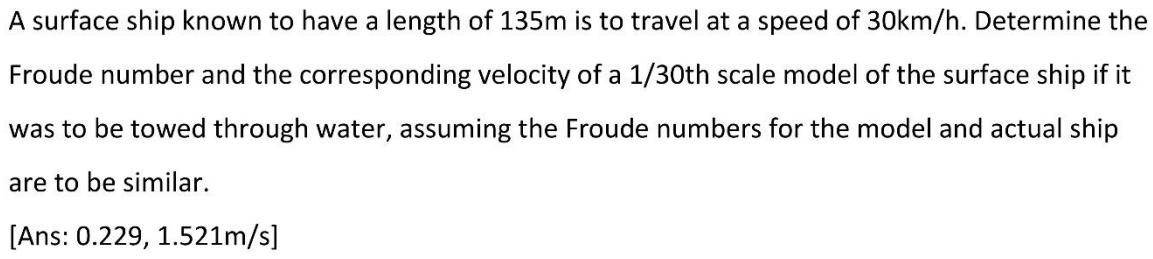 A surface ship known to have a length of 135m is to travel at a speed of 30km/h. Determine the
Froude number and the corresponding velocity of a 1/30th scale model of the surface ship if it
was to be towed through water, assuming the Froude numbers for the model and actual ship
are to be similar.
[Ans: 0.229, 1.521m/s]